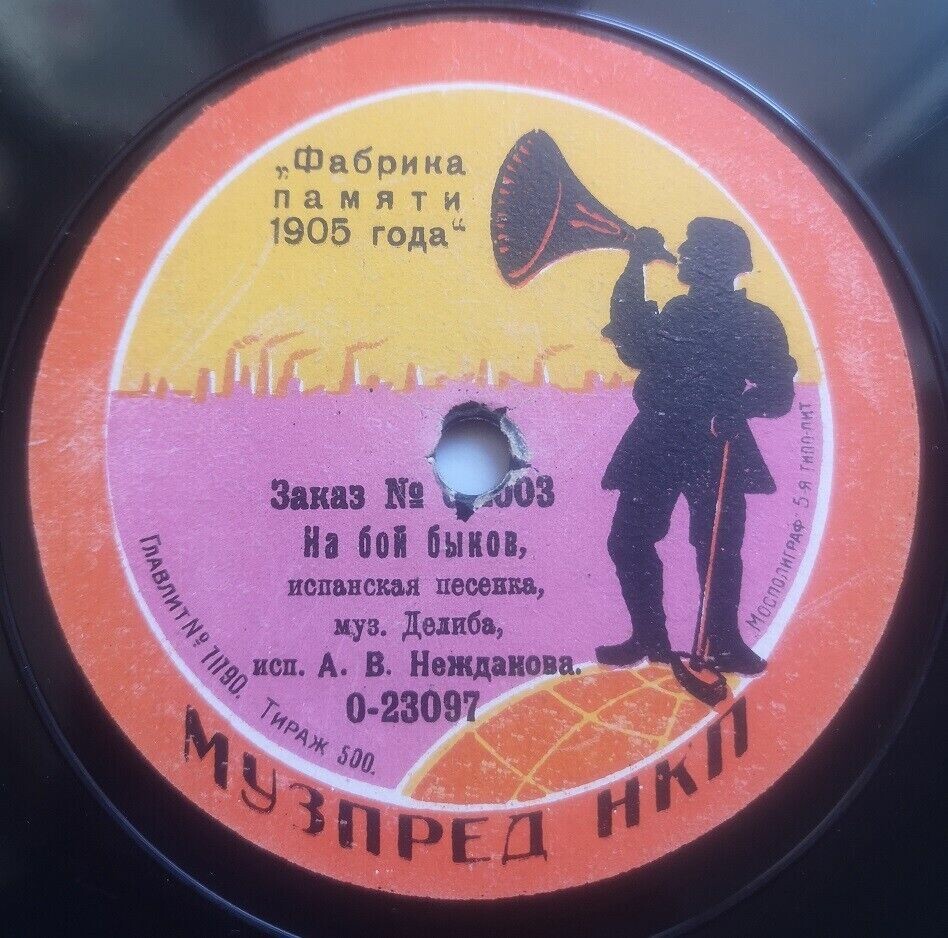 „Фабрика
памяти
1905 года“
Заказ №
На бой быков,
испанская песенка,
муз. Делиба,
исп. А. В. Нежданова.
0-23097
Главлит № 71190. Тираж 500.
Мосполиграф 5-я типо-лит
МУЗПРЕД НКП